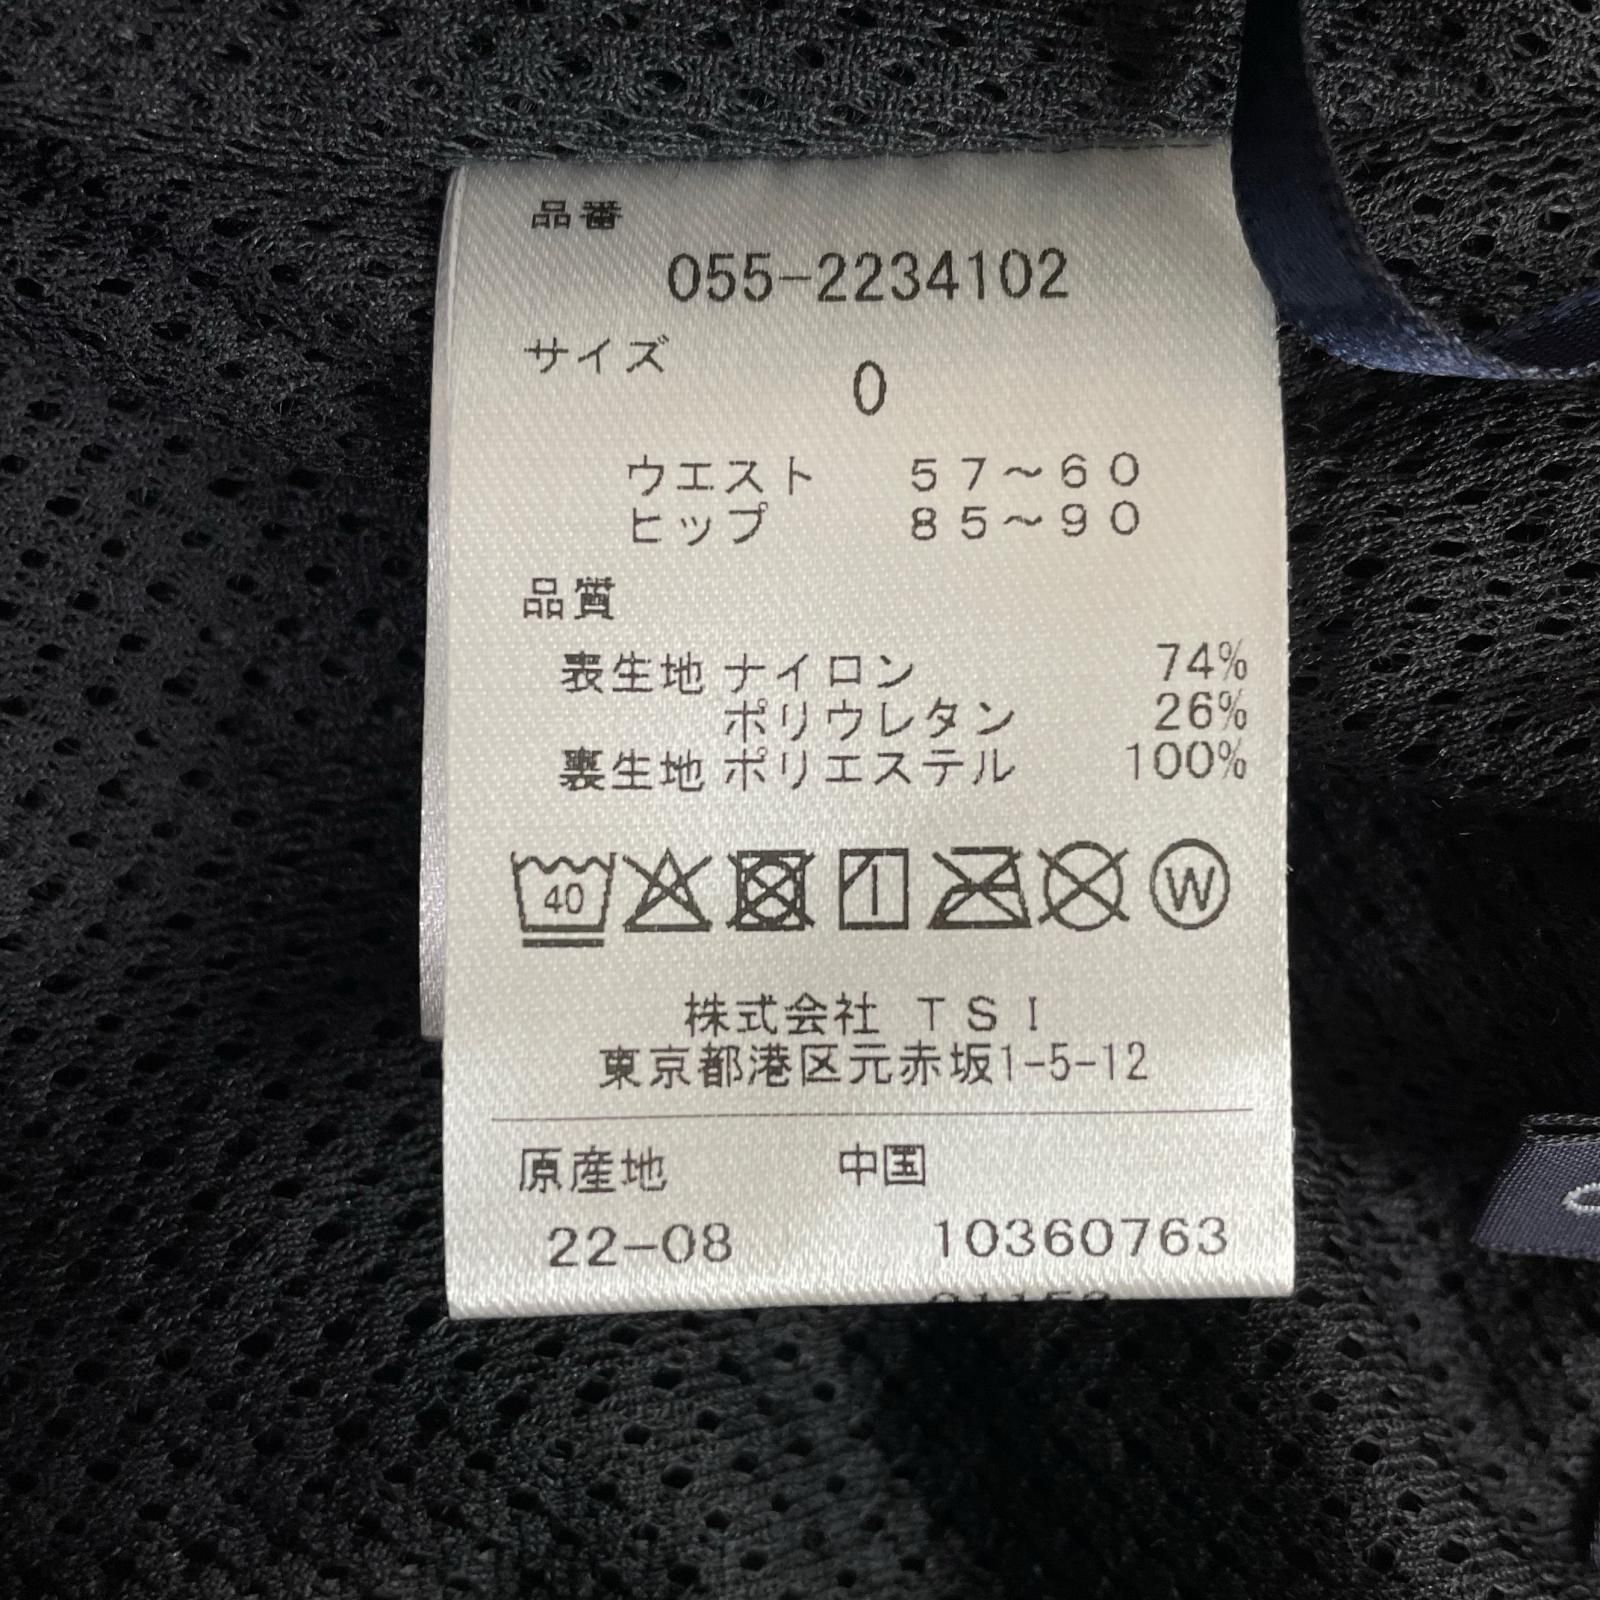 品番
055-2234102
サイズ
0
ウエスト 57～60
ヒップ 85～90
品質
表生地 ナイロン 74%
ポリウレタン 26%
裏生地 ポリエステル 100%
40
W
株式会社 TSI
東京都港区元赤坂1-5-12
原産地 中国
22-08 10360763